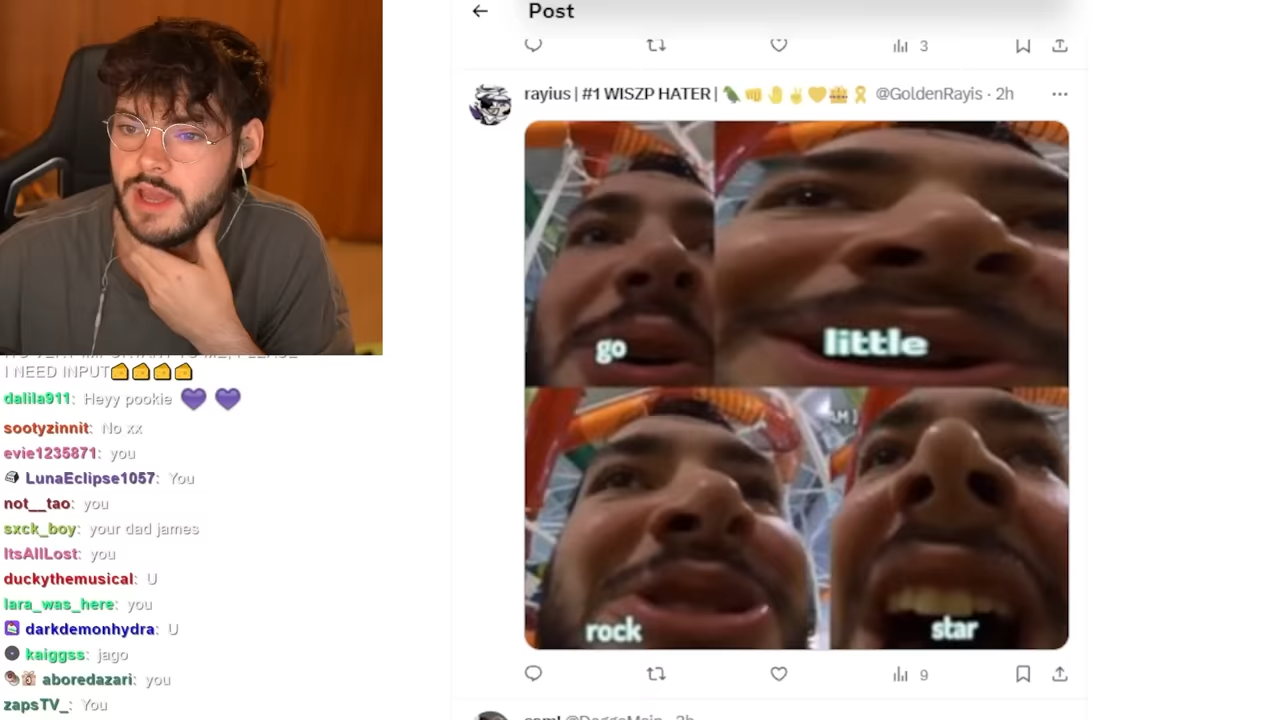 Post
3
rayius | #1 WISZP HATER | 🦜👊🤚✌💛👑🎗 @GoldenRayis · 2h
go
little
AM)
rock
star
9
I NEED INPUT🧀🧀🧀🧀
dalila911: Heyy pookie 💜 💜
sootyzinnit: No xx
evie1235871: you
LunaEclipse1057: You
not__tao: you
sxck_boy: your dad james
ItsAllLost: you
duckythemusical: U
lara_was_here: you
darkdemonhydra: U
kaiggss: jago
aboredazari: you
zapsTV_: You